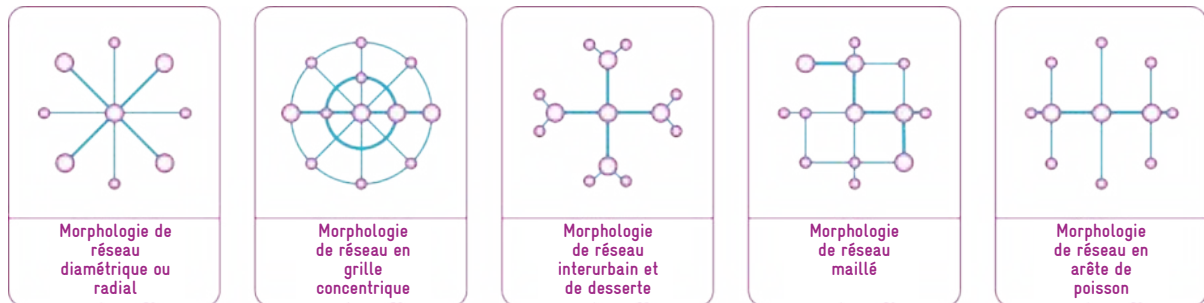 Morphologie de
réseau
diamétrique ou
radial
Morphologie
de réseau en
grille
concentrique
Morphologie
de réseau
interurbain et
de desserte
Morphologie
de réseau
maillé
Morphologie
de réseau en
arête de
poisson